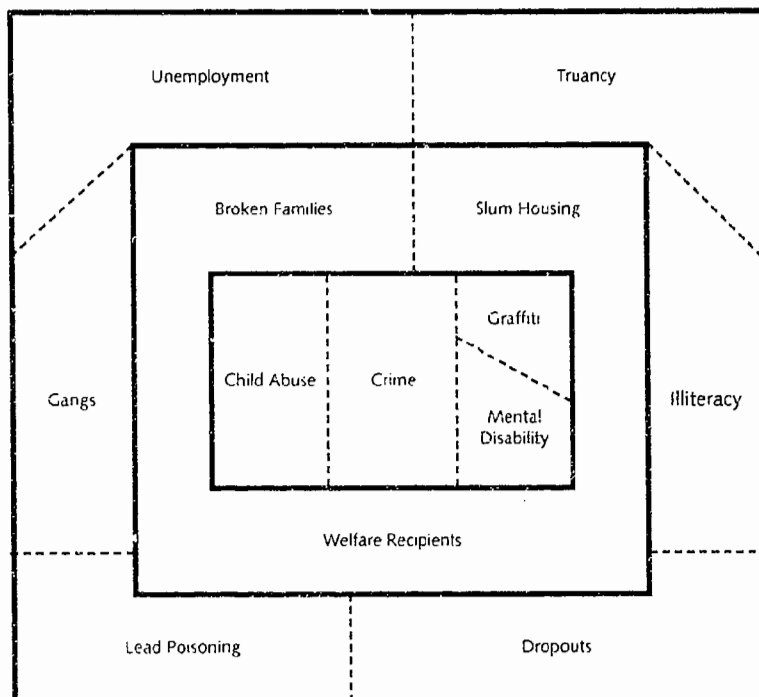 Unemployment
Truancy
Broken Families
Slum Housing
Graffiti
Child Abuse
Crime
Gangs
Illiteracy
Mental
Disability
Welfare Recipients
Lead Poisoning
Dropouts